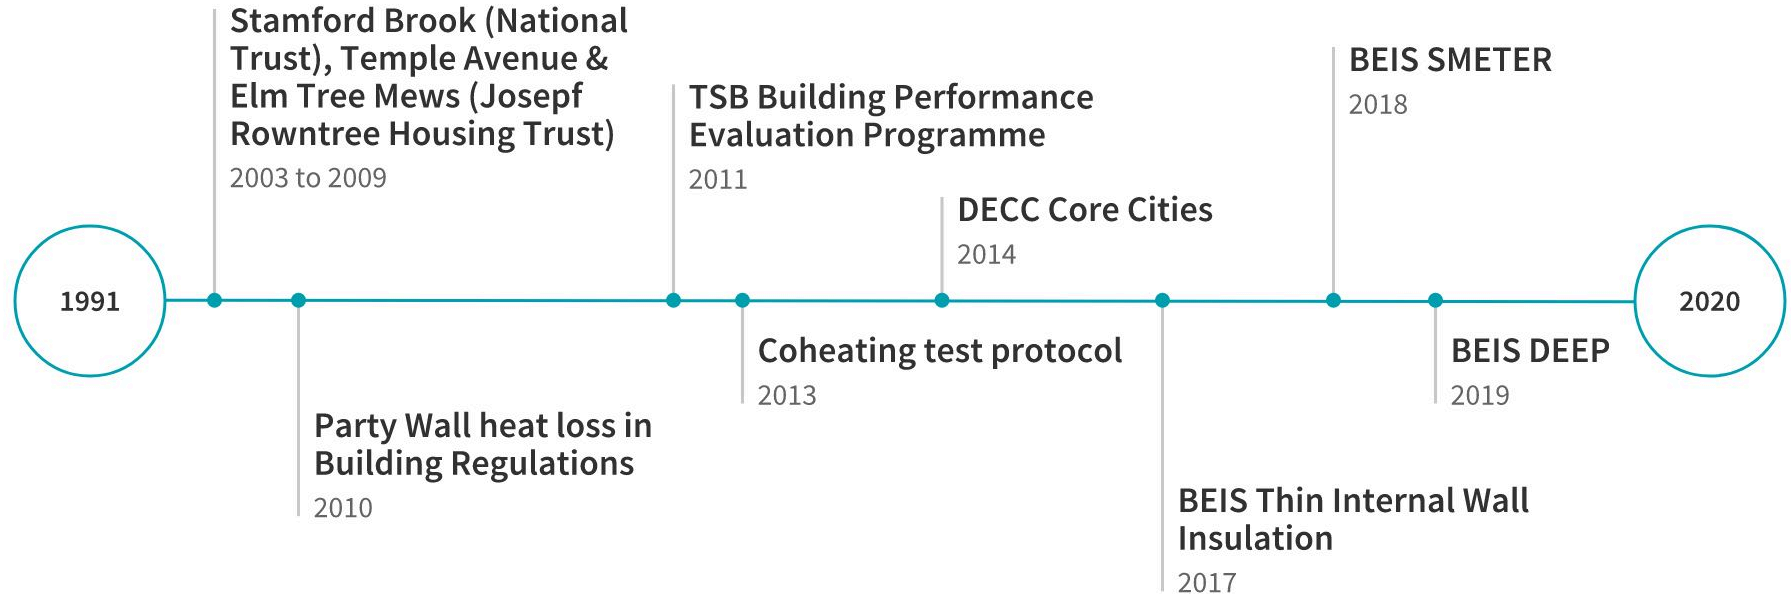 1991
Stamford Brook (National
Trust), Temple Avenue &
Elm Tree Mews (Josepf
Rowntree Housing Trust)
2003 to 2009
Party Wall heat loss in
Building Regulations
2010
TSB Building Performance
Evaluation Programme
2011
Coheating test protocol
2013
DECC Core Cities
2014
BEIS Thin Internal Wall
Insulation
2017
BEIS SMETER
2018
BEIS DEEP
2019
2020